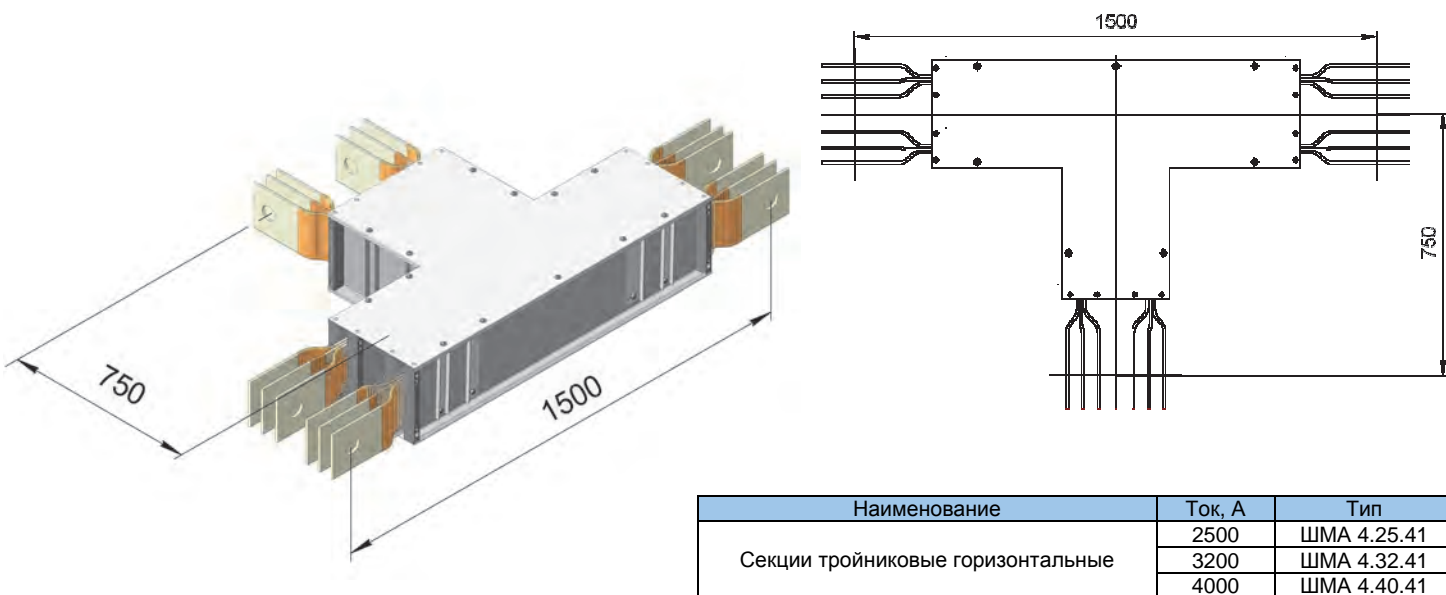 1500
750
750
1500
Наименование Ток, А Тип
2500 ШМА 4.25.41
Секции тройниковые горизонтальные 3200 ШМА 4.32.41
4000 ШМА 4.40.41